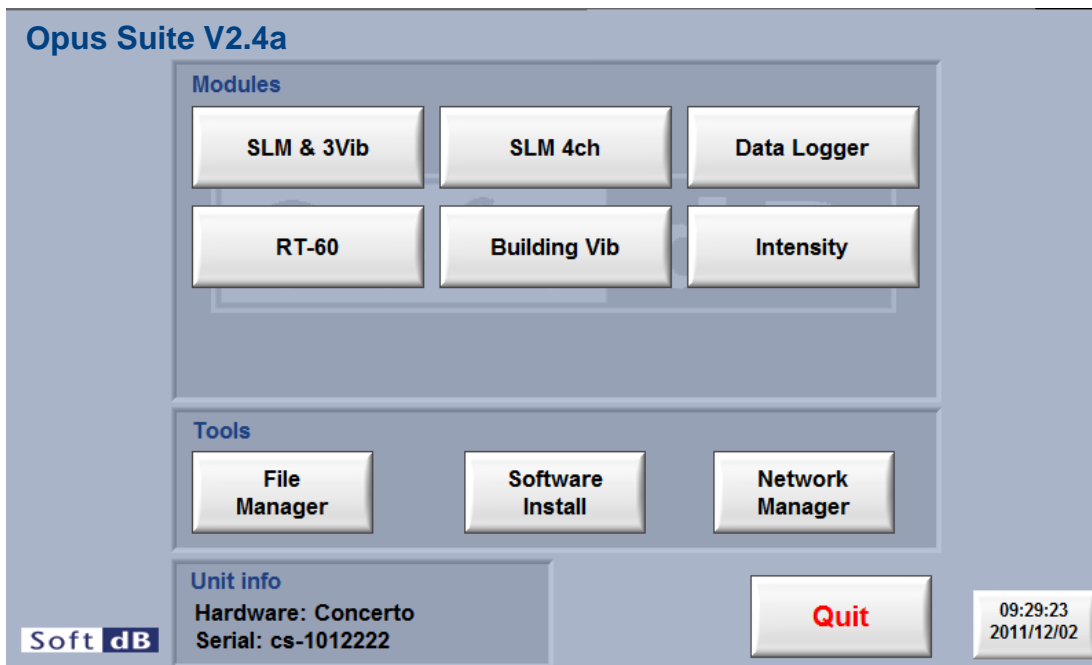 Opus Suite V2.4a
Modules
SLM & 3Vib
SLM 4ch
Data Logger
RT-60
Building Vib
Intensity
Tools
File
Manager
Software
Install
Network
Manager
Unit info
Hardware: Concerto
Serial: cs-1012222
Quit
09:29:23
2011/12/02
Soft dB